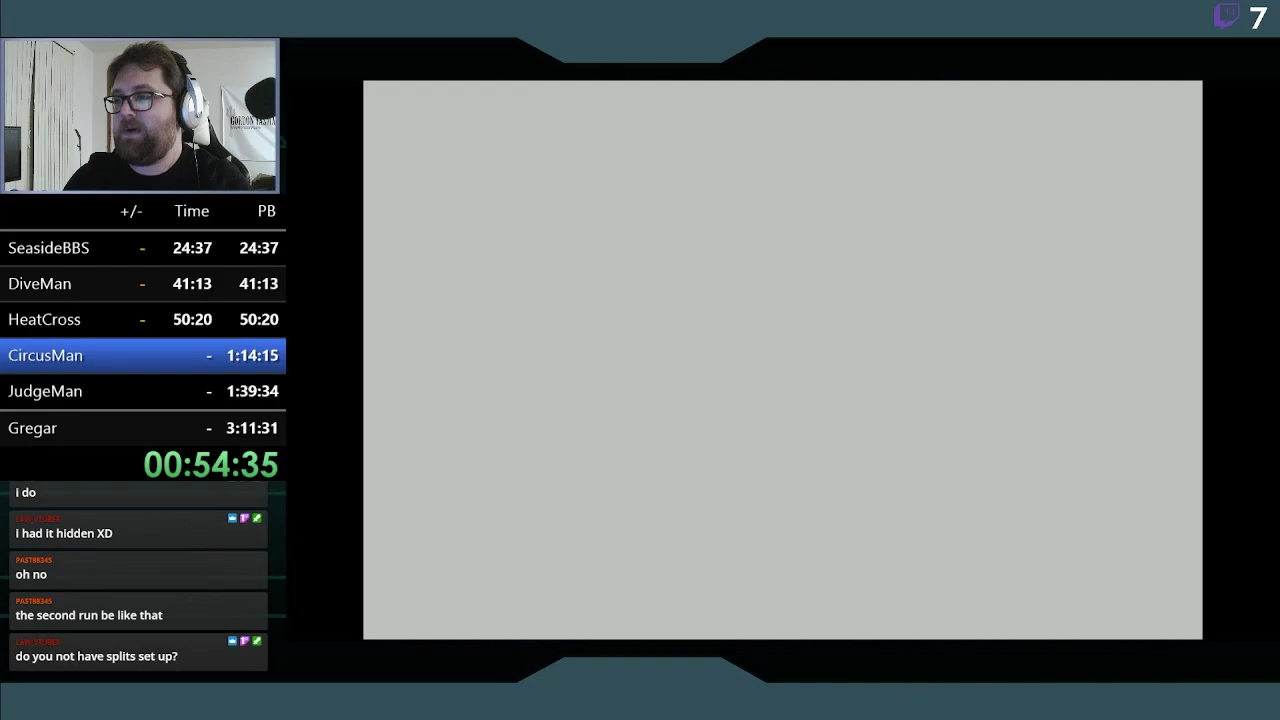 7
+/- Time PB
SeasideBBS - 24:37 24:37
DiveMan - 41:13 41:13
HeatCross - 50:20 50:20
CircusMan - 1:14:15
JudgeMan - 1:39:34
Gregar - 3:11:31
00:54:35
i do
i had it hidden XD
PAST88345
oh no
PAST88345
the second run be like that
do you not have splits set up?